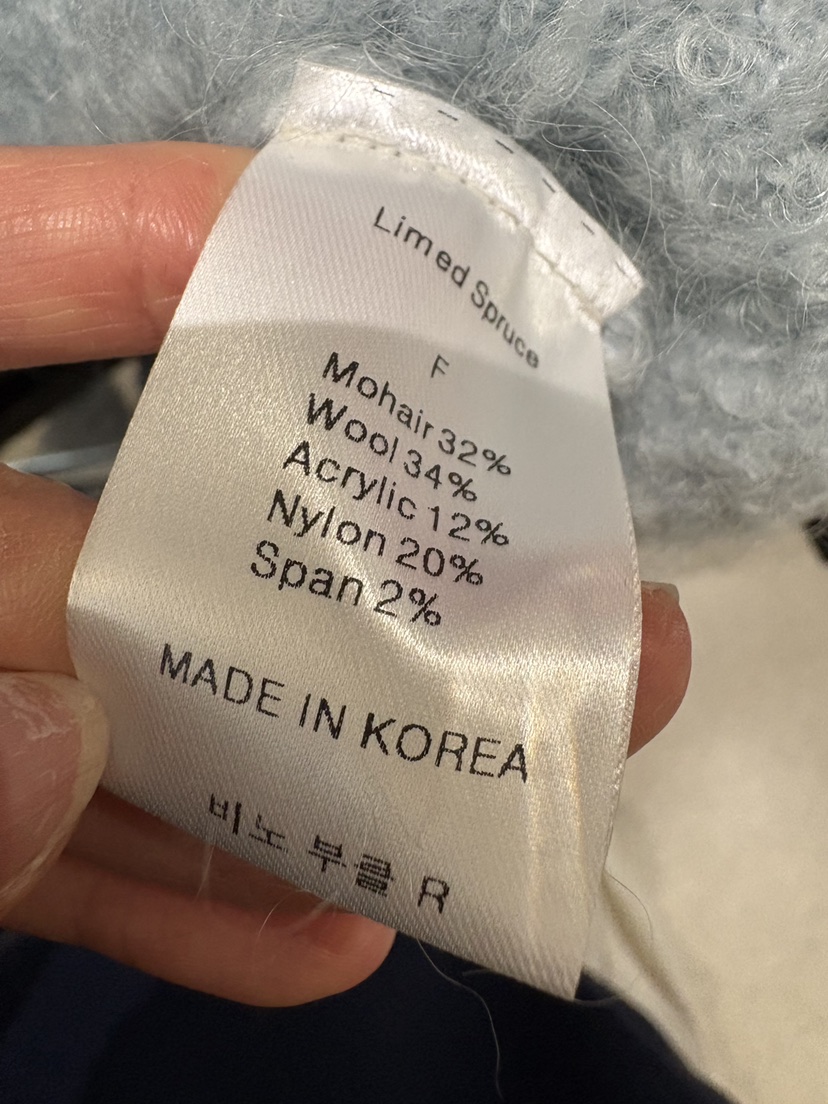 Limed Spruce
F
Mohair 32%
Wool 34%
Acrylic 12%
Nylon 20%
Span 2%
MADE IN KOREA
비노 부클 R